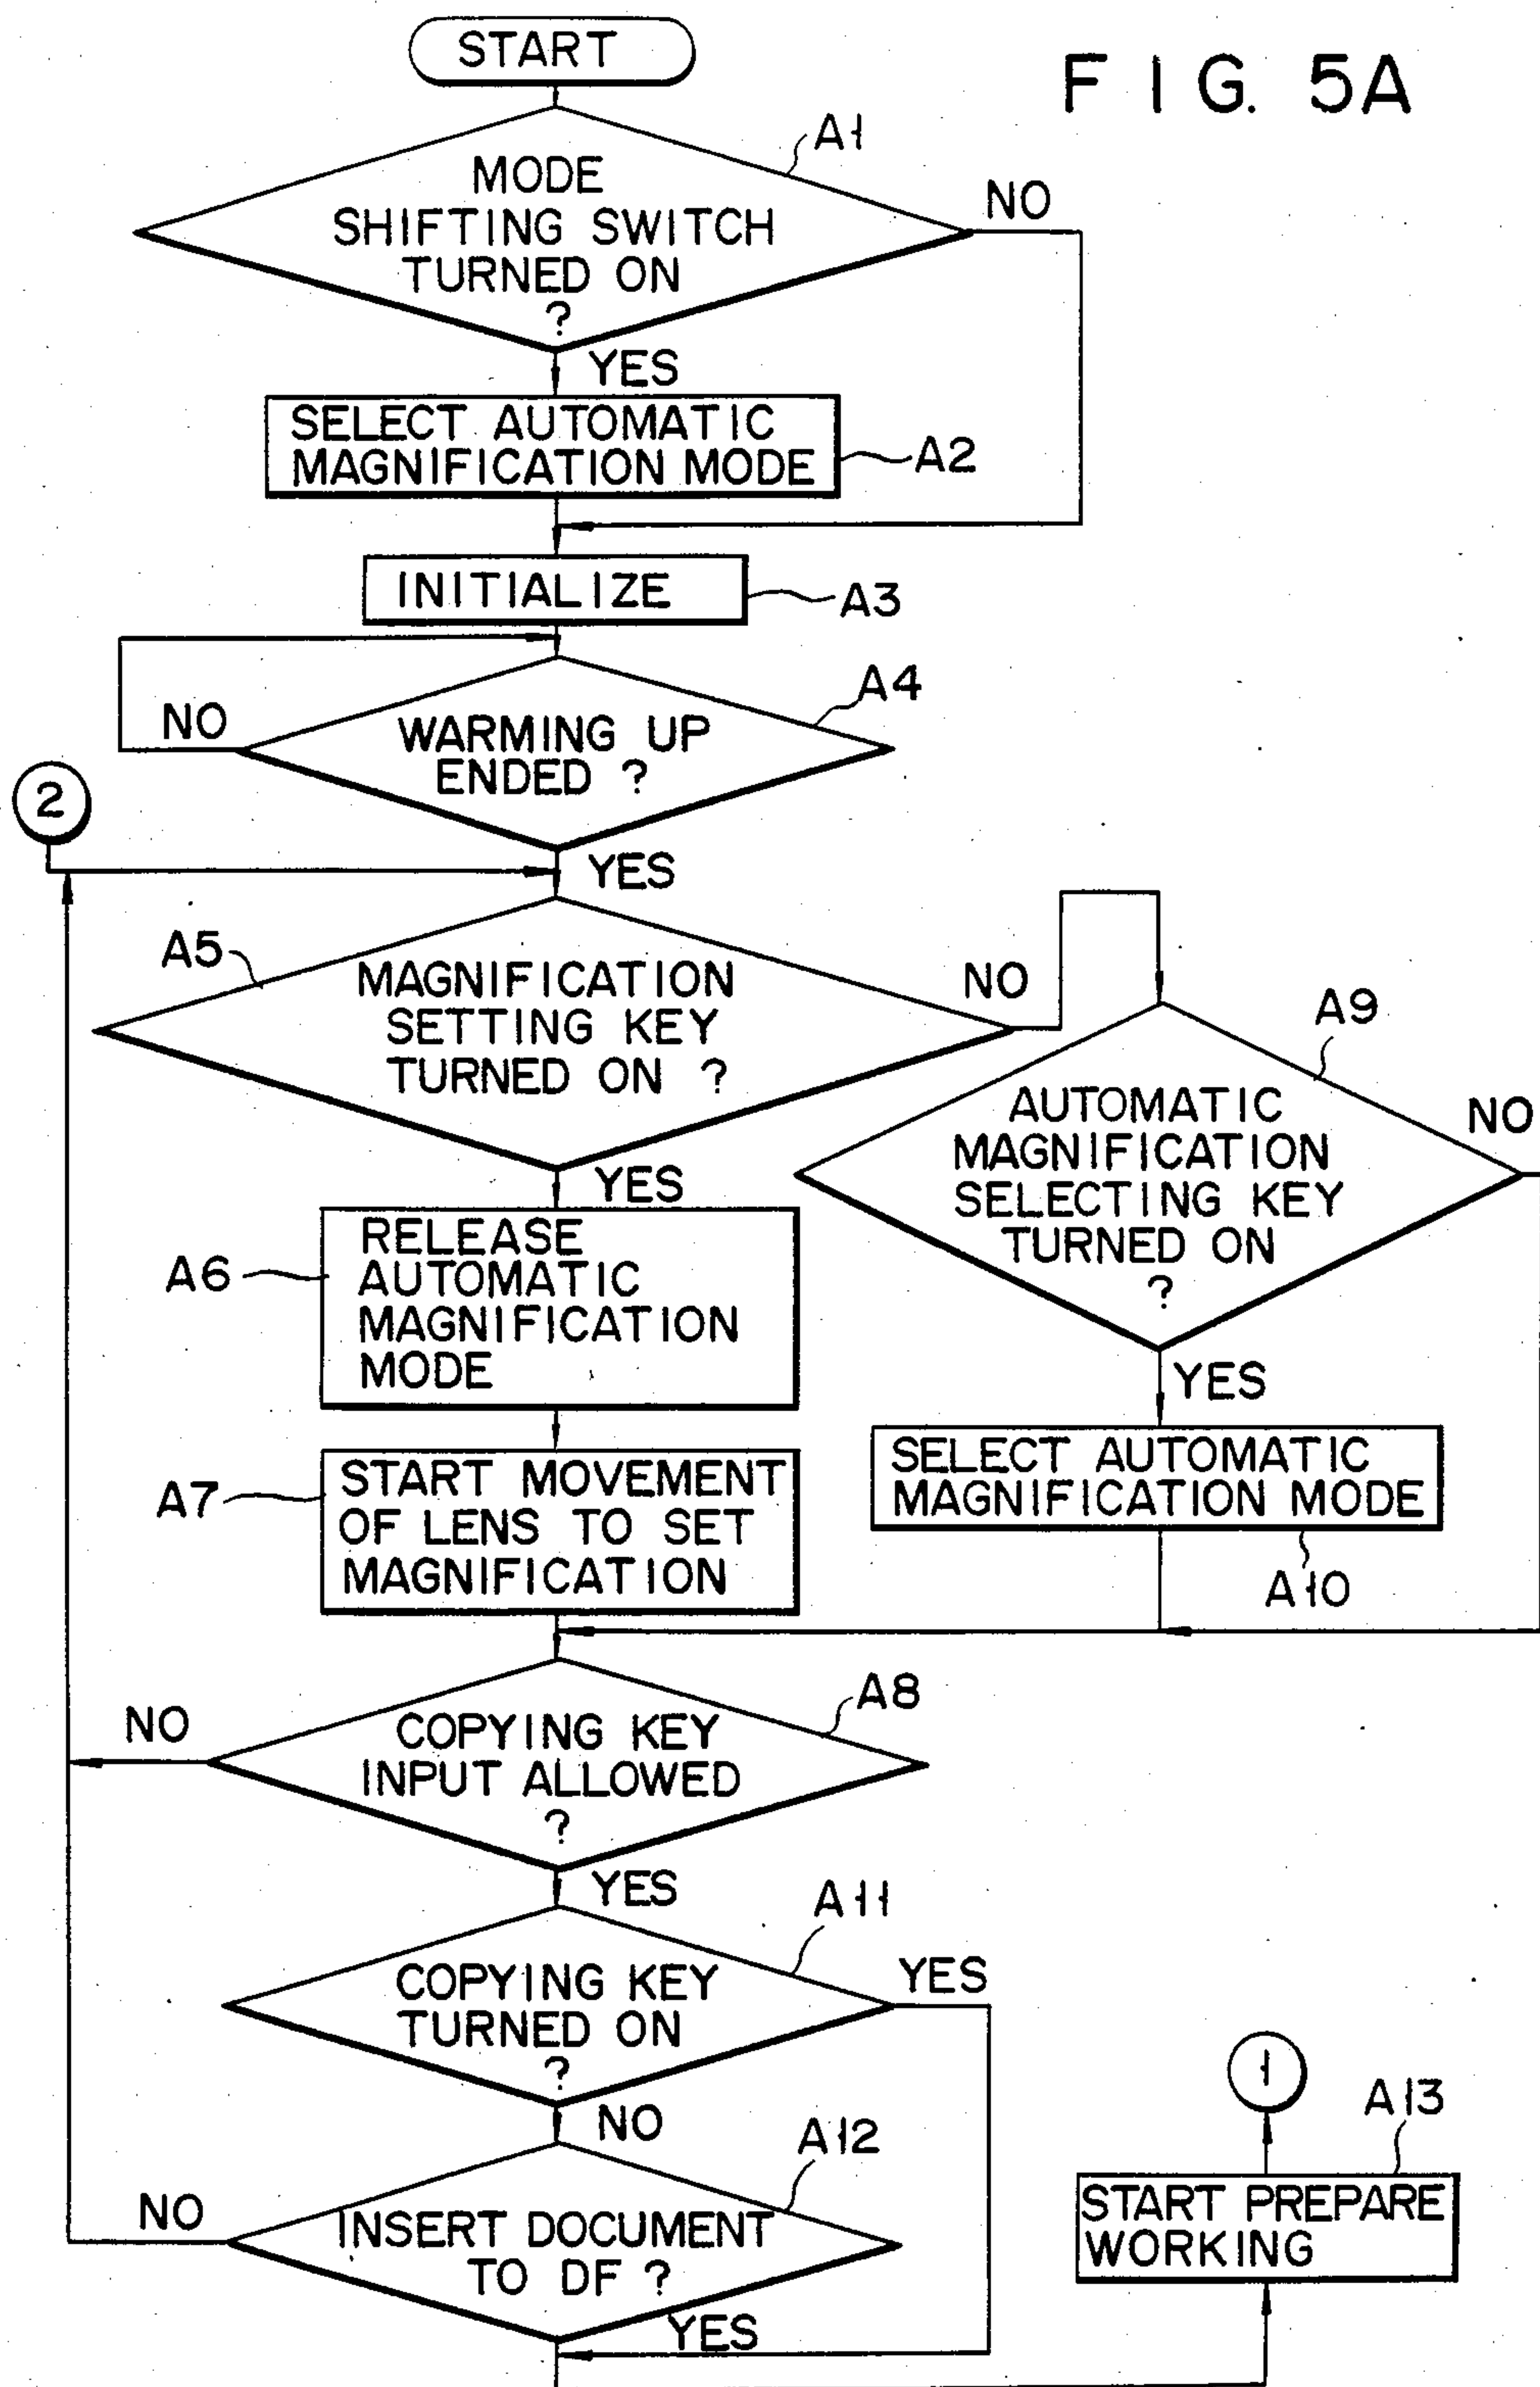 START
FIG. 5A
A1
MODE
SHIFTING SWITCH
TURNED ON
?
NO
YES
SELECT AUTOMATIC
MAGNIFICATION MODE
A2
INITIALIZE
A3
A4
NO
WARMING UP
ENDED ?
2
YES
A5
MAGNIFICATION
SETTING KEY
TURNED ON ?
NO
A9
AUTOMATIC
MAGNIFICATION
SELECTING KEY
TURNED ON
?
NO
YES
RELEASE
AUTOMATIC
MAGNIFICATION
MODE
A6
YES
SELECT AUTOMATIC
MAGNIFICATION MODE
A10
A7
START MOVEMENT
OF LENS TO SET
MAGNIFICATION
A8
NO
COPYING KEY
INPUT ALLOWED
?
YES
A11
COPYING KEY
TURNED ON
?
YES
NO
A12
NO
INSERT DOCUMENT
TO DF ?
YES
1
A13
START PREPARE
WORKING